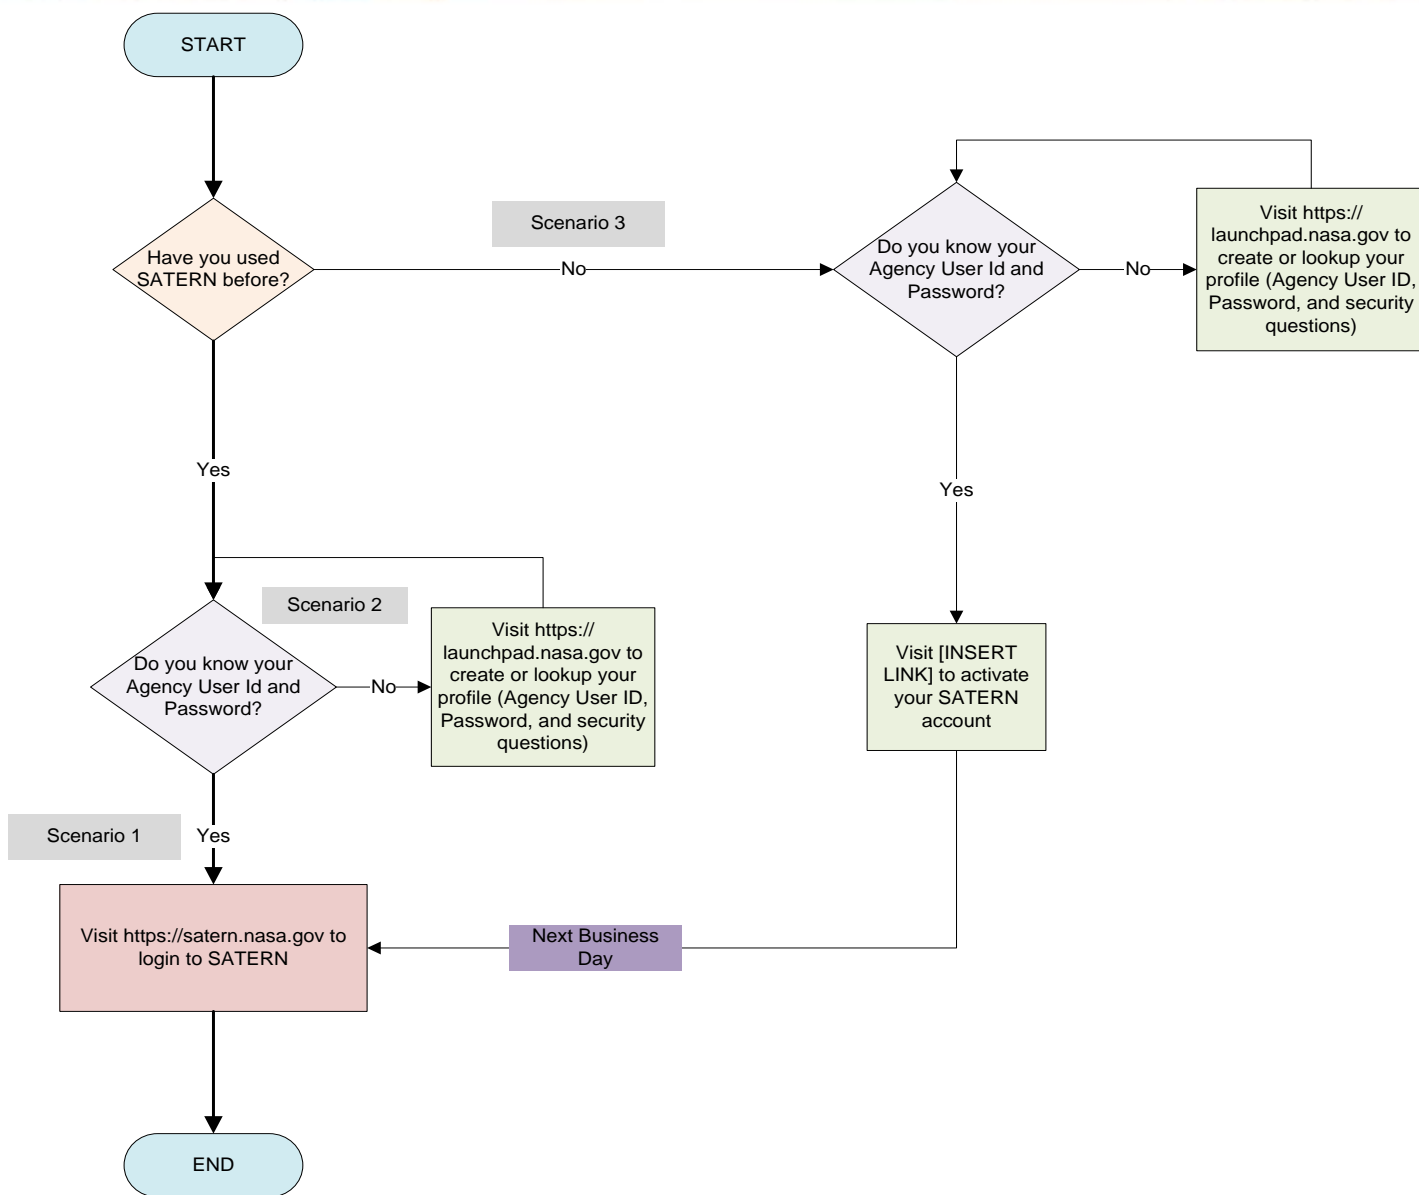 START
Have you used
SATERN before?
Scenario 3
No
Do you know your
Agency User Id and
Password?
No
Visit https://
launchpad.nasa.gov to
create or lookup your
profile (Agency User ID,
Password, and security
questions)
Yes
Yes
Scenario 2
Do you know your
Agency User Id and
Password?
No
Visit https://
launchpad.nasa.gov to
create or lookup your
profile (Agency User ID,
Password, and security
questions)
Visit [INSERT
LINK] to activate
your SATERN
account
Scenario 1
Yes
Visit https://satern.nasa.gov to
login to SATERN
Next Business
Day
END